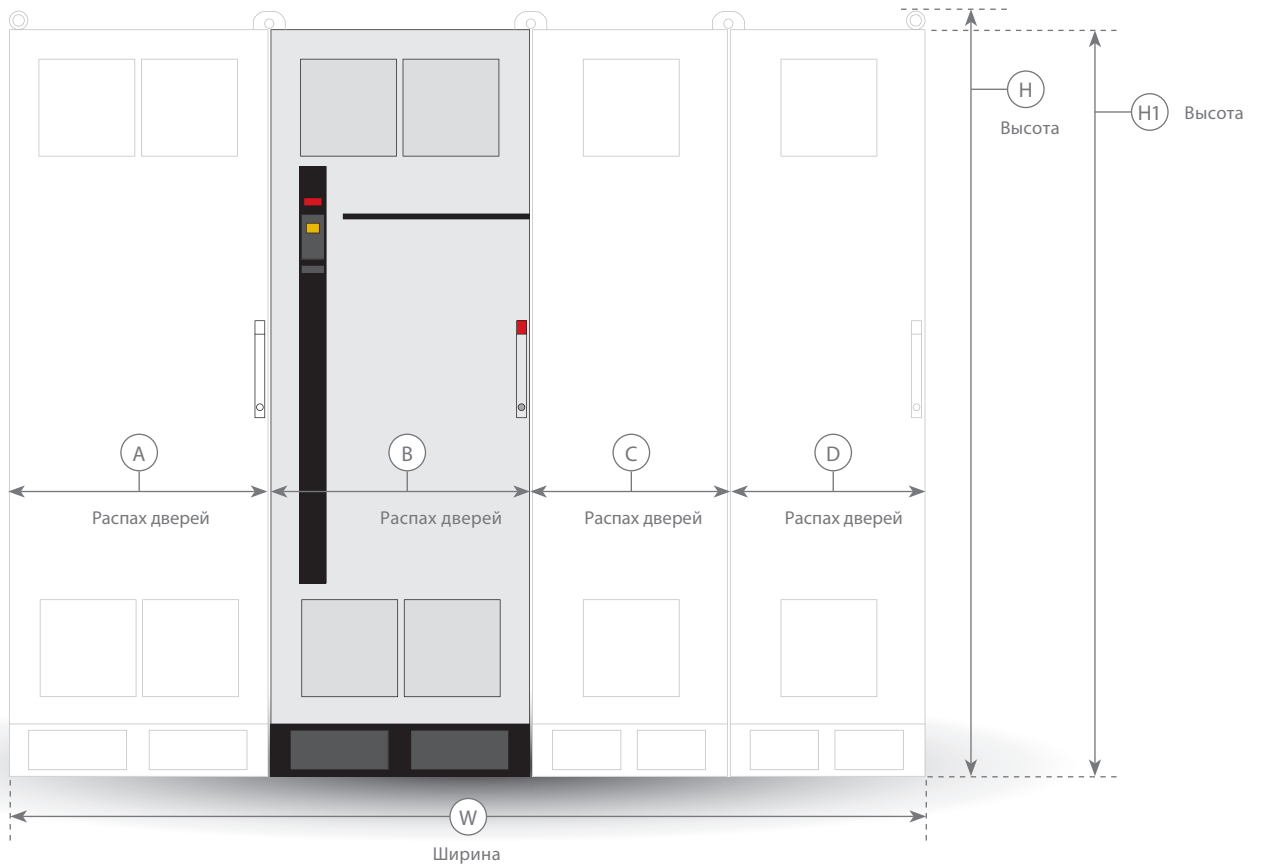 H
Высота
H1 Высота
A
B
C
D
Распах дверей
Распах дверей
Распах дверей
Распах дверей
W
Ширина